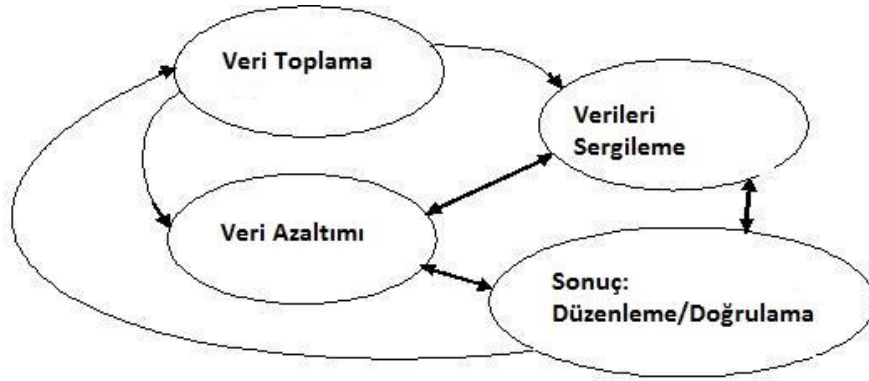 Veri Toplama
Verileri
Sergileme
Veri Azaltımı
Sonuç:
Düzenleme/Doğrulama